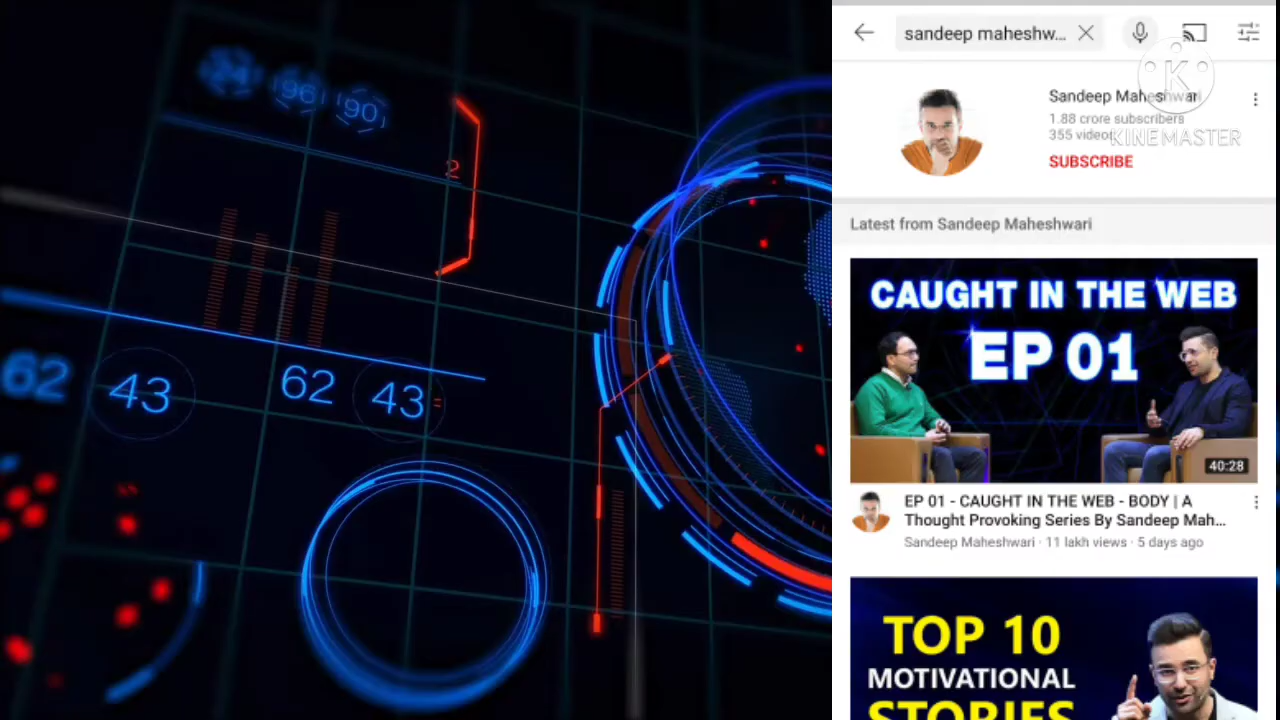 24
96
90
2
62
43
62
43
sandeep maheshw...
Sandeep Maheshwari
1.88 crore subscribers
355 videos
SUBSCRIBE
K
KINEMASTER
Latest from Sandeep Maheshwari
CAUGHT IN THE WEB
EP 01
40:28
EP 01 - CAUGHT IN THE WEB - BODY | A
Thought Provoking Series By Sandeep Mah...
Sandeep Maheshwari · 11 lakh views · 5 days ago
TOP 10
MOTIVATIONAL
STORIES